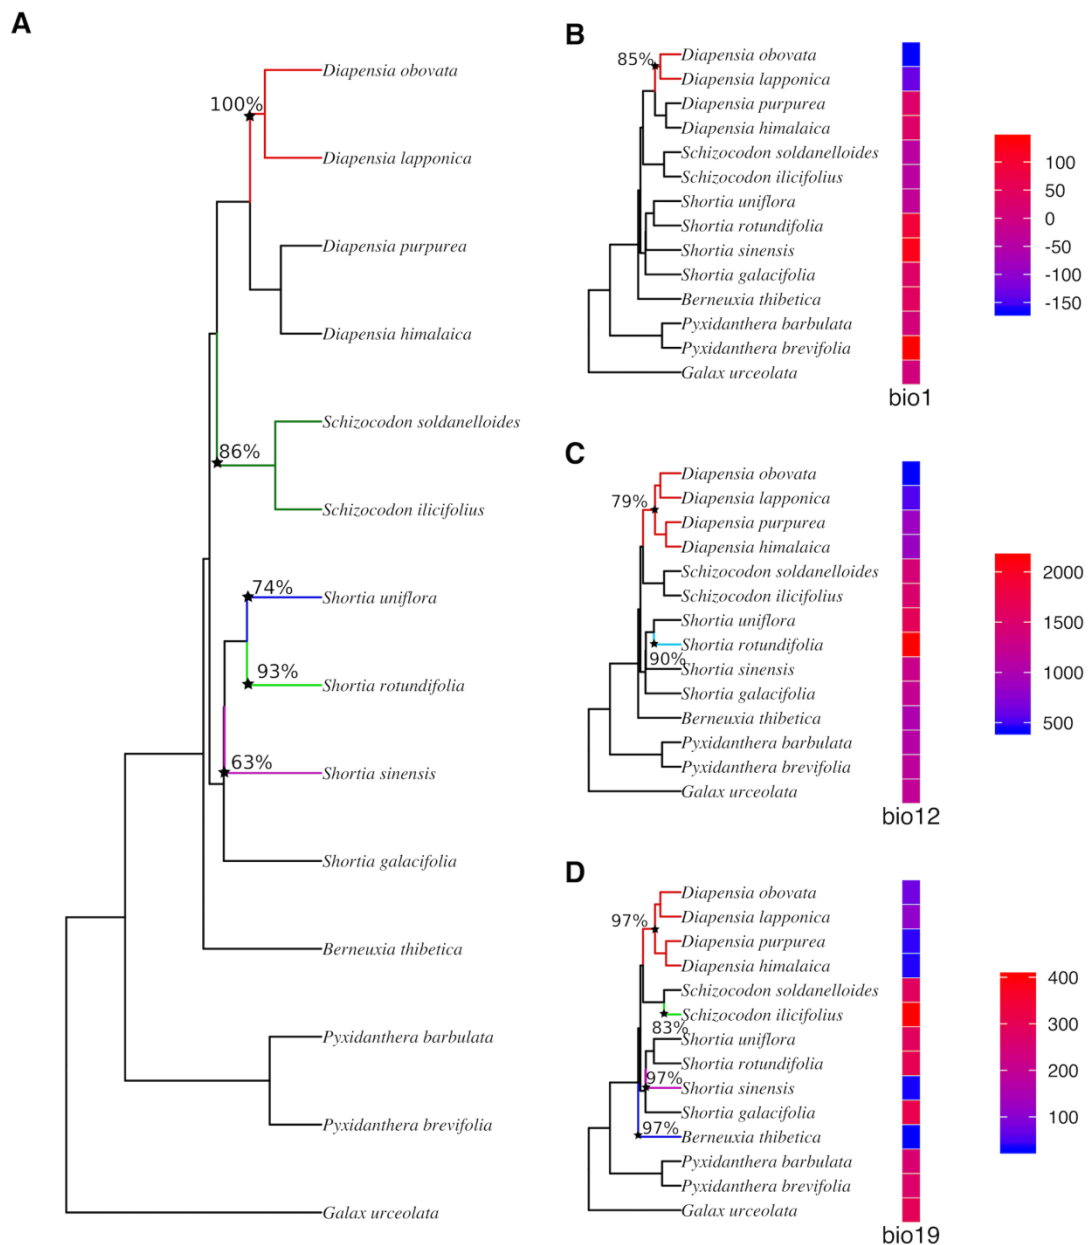 A
Diapensia obovata
100%
Diapensia lapponica
Diapensia purpurea
Diapensia himalaica
Schizocodon soldanelloides
86%
Schizocodon ilicifolius
74%
Shortia uniflora
93%
Shortia rotundifolia
63%
Shortia sinensis
Shortia galacifolia
Berneuxia thibetica
Pyxidanthera barbulata
Pyxidanthera brevifolia
Galax urceolata
B
85%
Diapensia obovata
Diapensia lapponica
Diapensia purpurea
Diapensia himalaica
Schizocodon soldanelloides
Schizocodon ilicifolius
Shortia uniflora
Shortia rotundifolia
Shortia sinensis
Shortia galacifolia
Berneuxia thibetica
Pyxidanthera barbulata
Pyxidanthera brevifolia
Galax urceolata
bio1
100
50
0
-50
-100
-150
C
Diapensia obovata
79%
Diapensia lapponica
Diapensia purpurea
Diapensia himalaica
Schizocodon soldanelloides
Schizocodon ilicifolius
Shortia uniflora
Shortia rotundifolia
90%
Shortia sinensis
Shortia galacifolia
Berneuxia thibetica
Pyxidanthera barbulata
Pyxidanthera brevifolia
Galax urceolata
bio12
2000
1500
1000
500
D
Diapensia obovata
97%
Diapensia lapponica
Diapensia purpurea
Diapensia himalaica
Schizocodon soldanelloides
Schizocodon ilicifolius
83%
Shortia uniflora
Shortia rotundifolia
97%
Shortia sinensis
Shortia galacifolia
97%
Berneuxia thibetica
Pyxidanthera barbulata
Pyxidanthera brevifolia
Galax urceolata
bio19
400
300
200
100